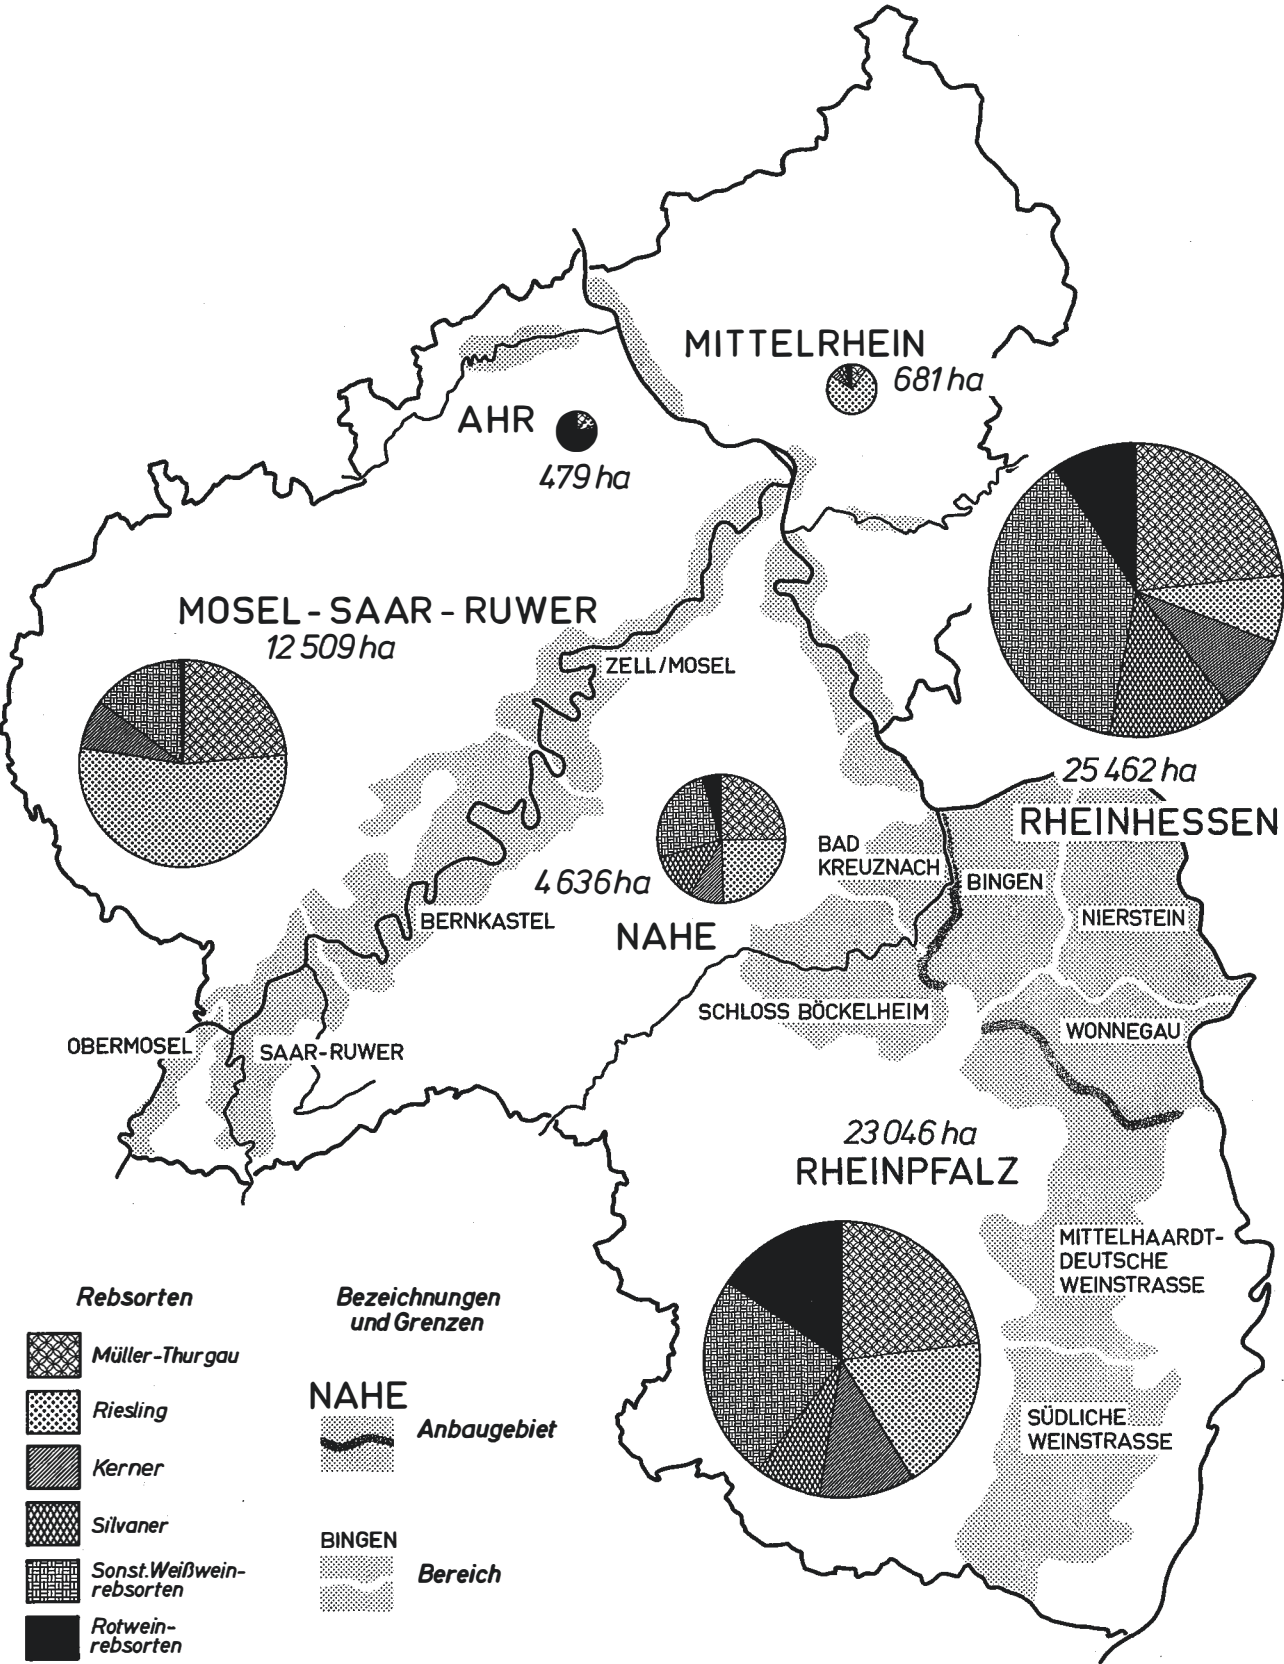 MITTELRHEIN
681 ha
AHR
479 ha
MOSEL-SAAR-RUWER
12 509 ha
ZELL/MOSEL
25 462 ha
RHEINHESSEN
BAD
KREUZNACH
BINGEN
4 636 ha
NIERSTEIN
BERNKASTEL
NAHE
SCHLOSS BÖCKELHEIM
WONNEGAU
OBERMOSEL
SAAR-RUWER
23 046 ha
RHEINPFALZ
MITTELHAARDT-
DEUTSCHE
WEINSTRASSE
SÜDLICHE
WEINSTRASSE
Rebsorten
Müller-Thurgau
Riesling
Kerner
Silvaner
Sonst. Weißwein-
rebsorten
Rotwein-
rebsorten
Bezeichnungen
und Grenzen
NAHE
Anbaugebiet
BINGEN
Bereich